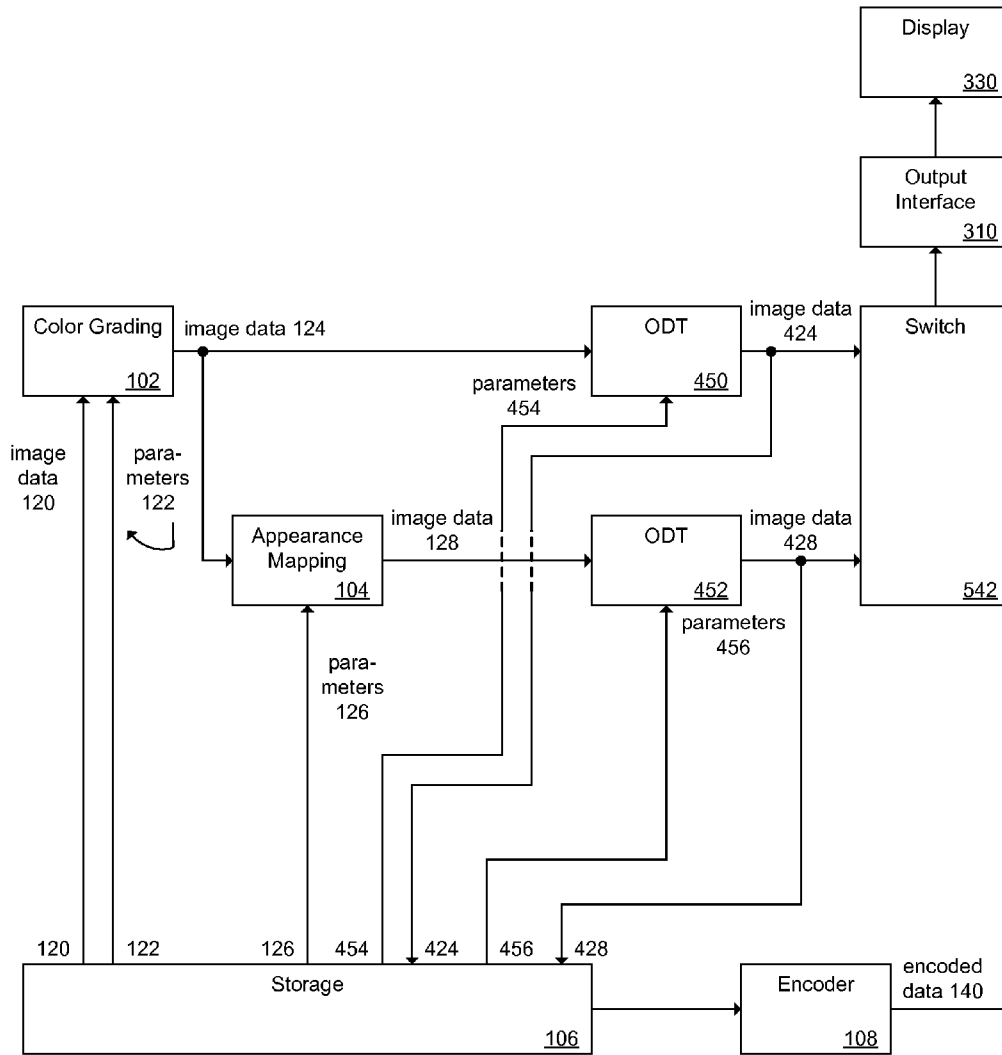 Display
330
Output
Interface
310
Color Grading
102
image data 124
ODT
450
image data
424
Switch
542
parameters
454
image
data
120
para-
meters
122
Appearance
Mapping
104
image data
128
ODT
452
image data
428
parameters
456
para-
meters
126
120
122
126
454
424
456
428
Storage
106
Encoder
108
encoded
data 140